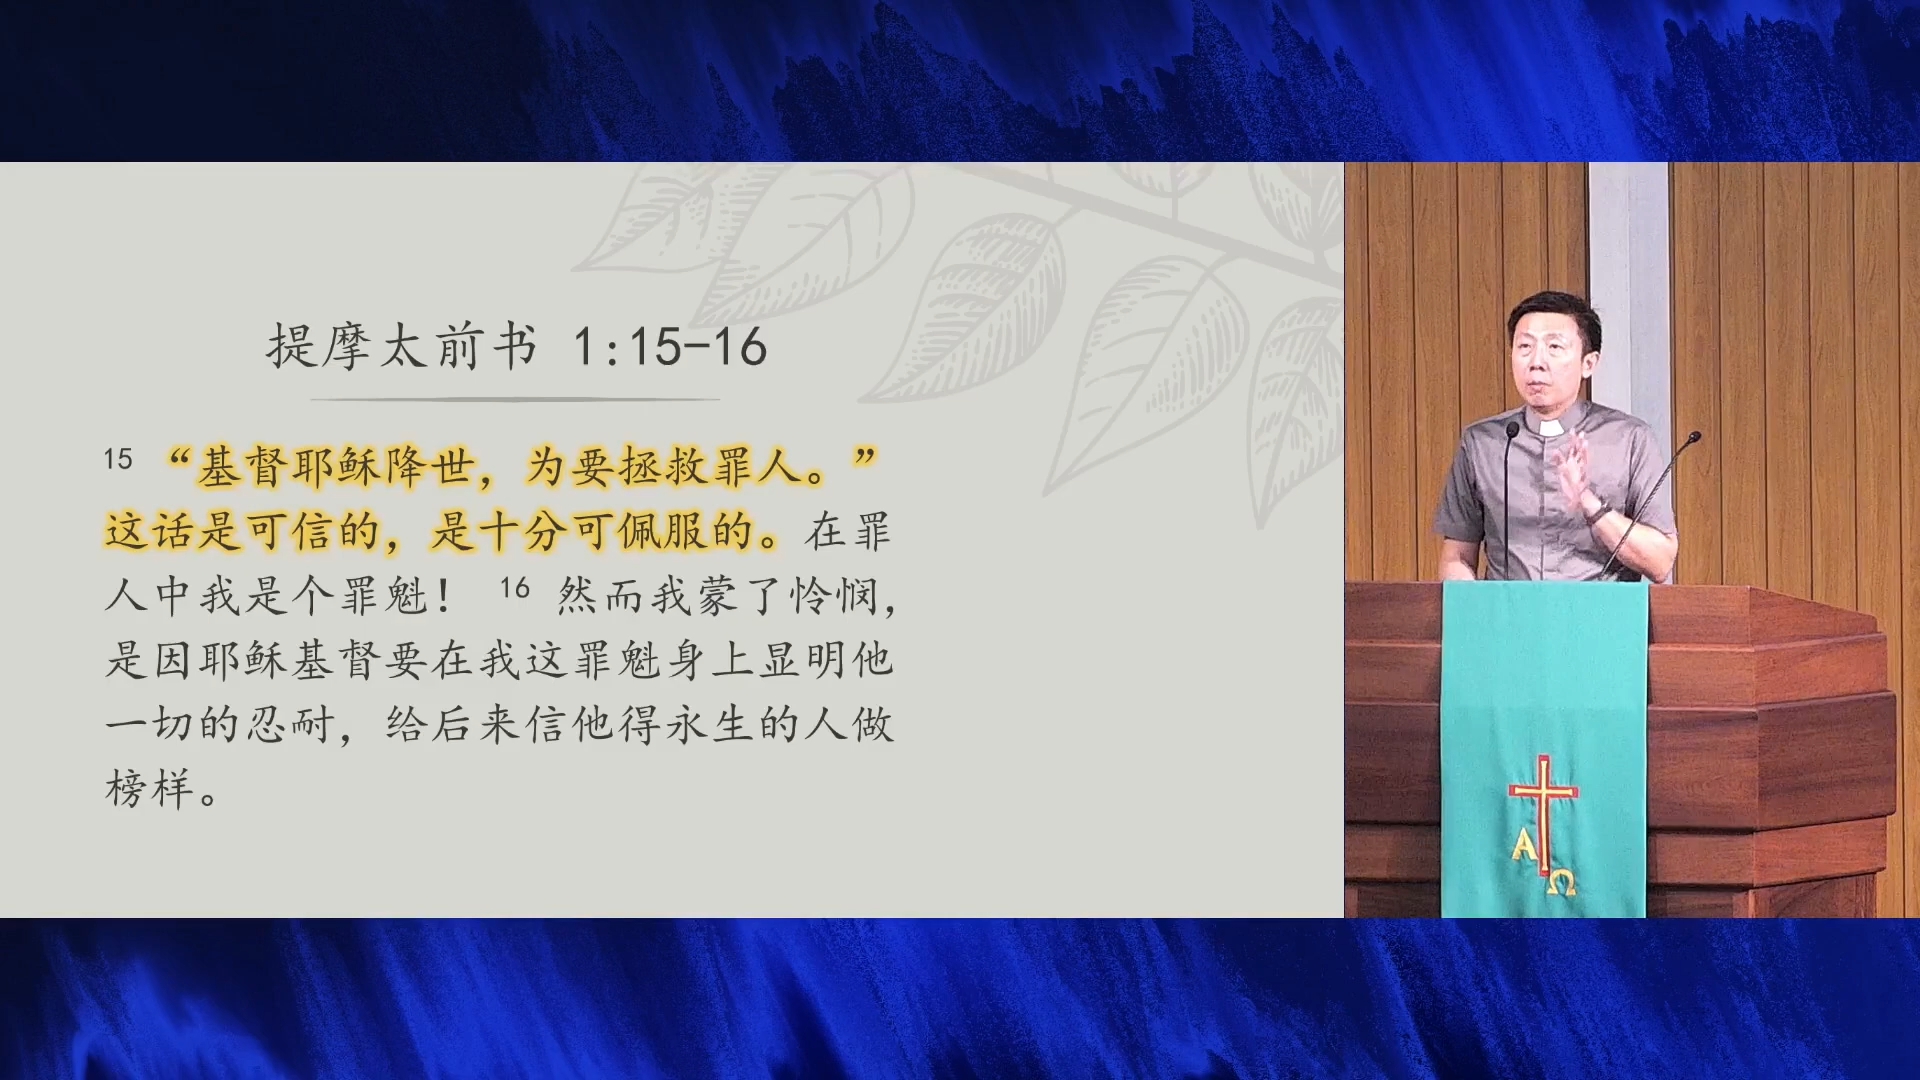 提摩太前书 1:15-16
15 “基督耶稣降世，为要拯救罪人。”
这话是可信的，是十分可佩服的。在罪
人中我是个罪魁！ 16 然而我蒙了怜悯，
是因耶稣基督要在我这罪魁身上显明他
一切的忍耐，给后来信他得永生的人做
榜样。
Α
Ω